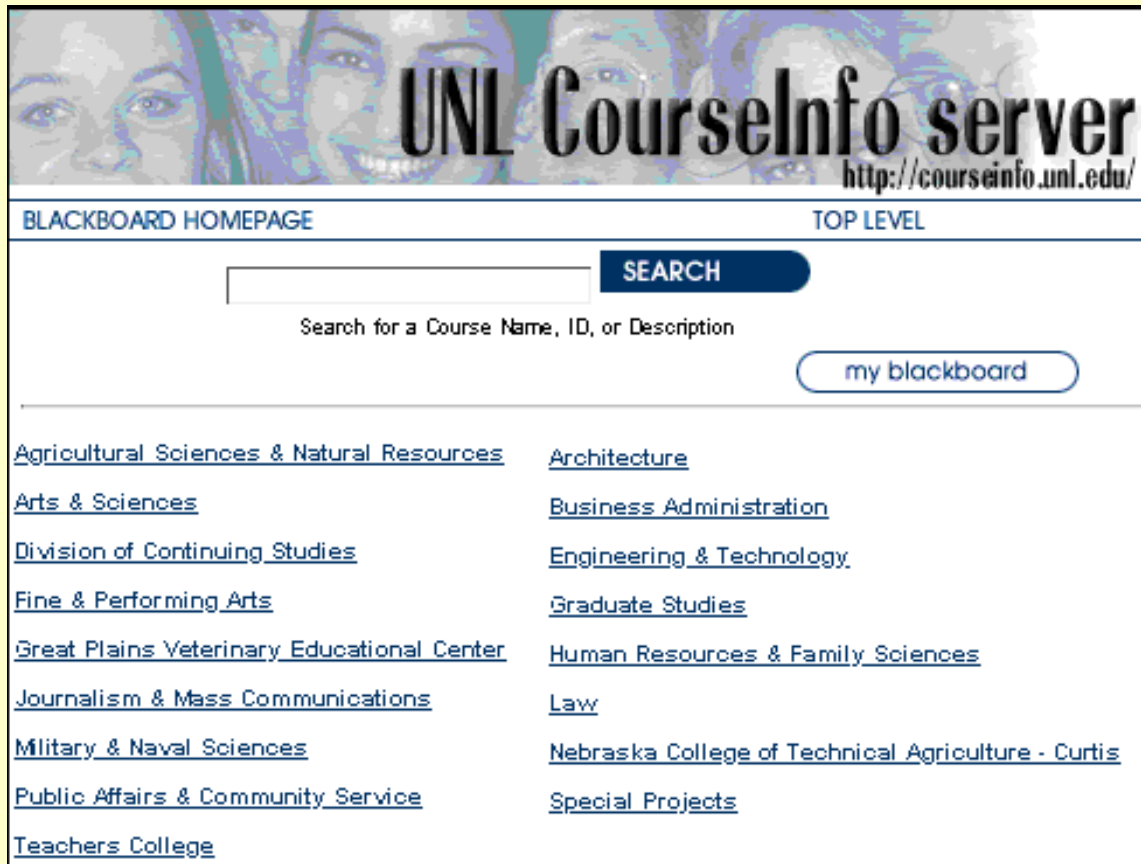 UNL CourseInfo server
http://courseinfo.unl.edu/
BLACKBOARD HOMEPAGE TOP LEVEL
SEARCH
Search for a Course Name, ID, or Description
my blackboard
Agricultural Sciences & Natural Resources
Arts & Sciences
Division of Continuing Studies
Fine & Performing Arts
Great Plains Veterinary Educational Center
Journalism & Mass Communications
Military & Naval Sciences
Public Affairs & Community Service
Teachers College
Architecture
Business Administration
Engineering & Technology
Graduate Studies
Human Resources & Family Sciences
Law
Nebraska College of Technical Agriculture - Curtis
Special Projects